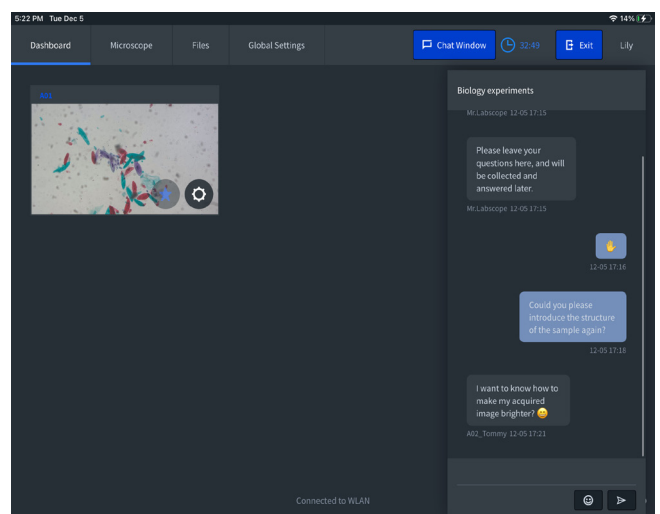 5:22 PM Tue Dec 5
14%
Dashboard
Microscope
Files
Global Settings
Chat Window
32:49
Exit
Lily
Biology experiments
Mr.Labscope 12-05 17:15
Please leave your
questions here, and will
be collected and
answered later.
Mr.Labscope 12-05 17:15
12-05 17:16
Could you please
introduce the structure
of the sample again?
12-05 17:18
I want to know how to
make my acquired
image brighter? 😀
A02_Tommy 12-05 17:21
Connected to WLAN